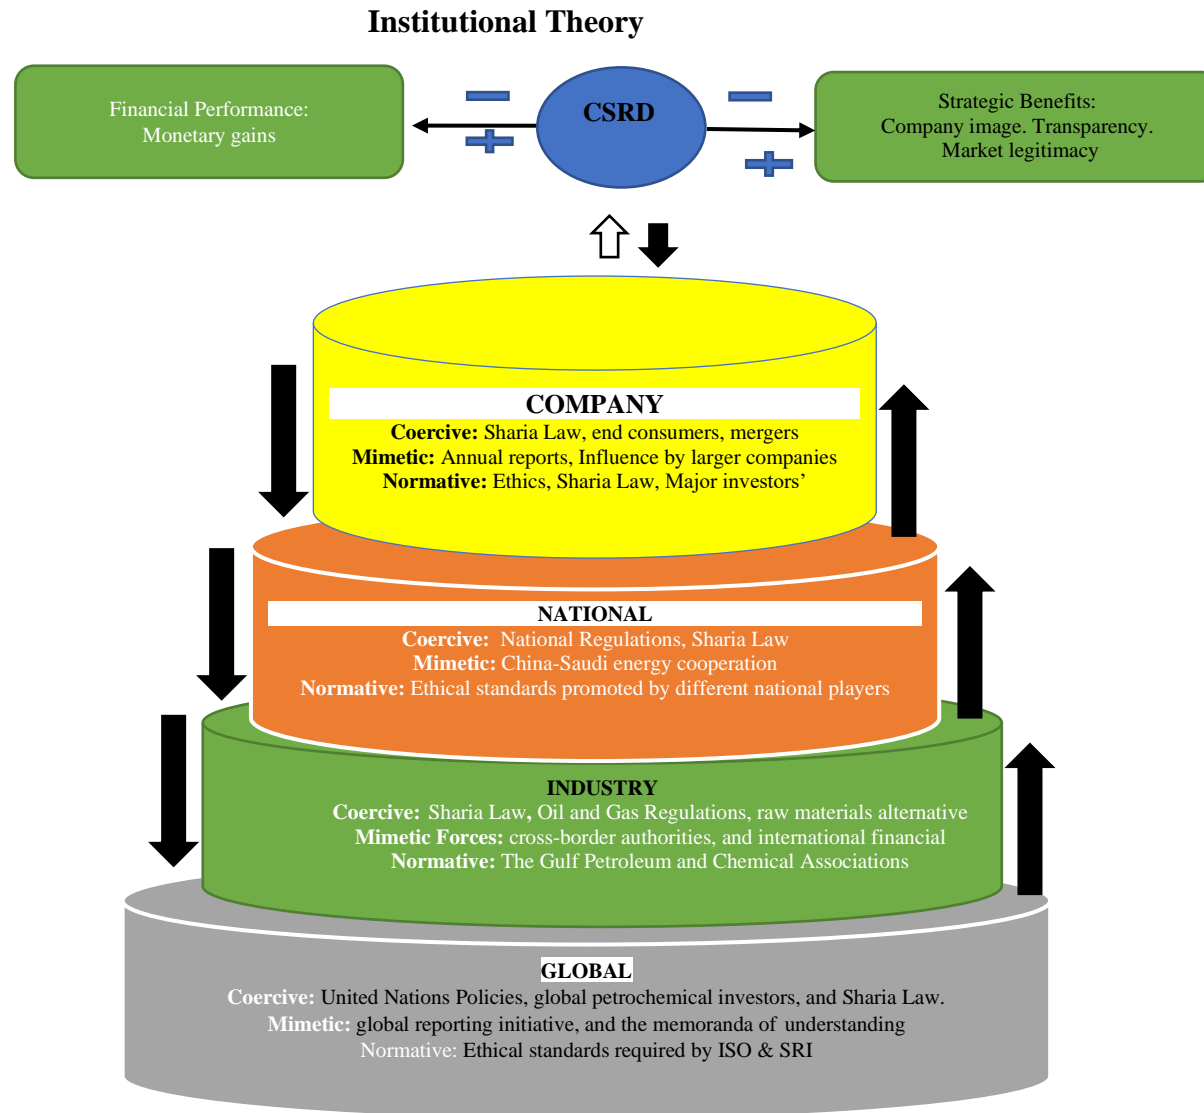 Institutional Theory
Financial Performance:
Monetary gains
CSRD
Strategic Benefits:
Company image. Transparency.
Market legitimacy
COMPANY
Coercive: Sharia Law, end consumers, mergers
Mimetic: Annual reports, Influence by larger companies
Normative: Ethics, Sharia Law, Major investors’
NATIONAL
Coercive: National Regulations, Sharia Law
Mimetic: China-Saudi energy cooperation
Normative: Ethical standards promoted by different national players
INDUSTRY
Coercive: Sharia Law, Oil and Gas Regulations, raw materials alternative
Mimetic Forces: cross-border authorities, and international financial
Normative: The Gulf Petroleum and Chemical Associations
GLOBAL
Coercive: United Nations Policies, global petrochemical investors, and Sharia Law.
Mimetic: global reporting initiative, and the memoranda of understanding
Normative: Ethical standards required by ISO & SRI